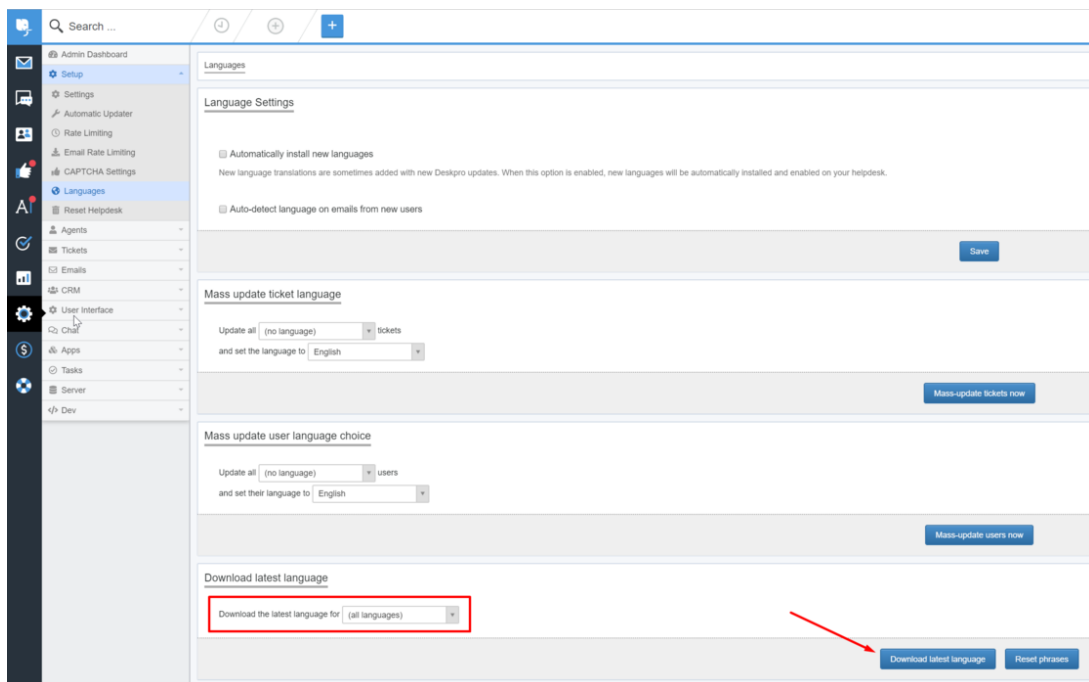 Search ...
+
Admin Dashboard
Setup
Settings
Automatic Updater
Rate Limiting
Email Rate Limiting
CAPTCHA Settings
Languages
Reset Helpdesk
Agents
Tickets
Emails
CRM
User Interface
Chat
Apps
Tasks
Server
</> Dev
Languages
Language Settings
Automatically install new languages
New language translations are sometimes added with new Deskpro updates. When this option is enabled, new languages will be automatically installed and enabled on your helpdesk.
Auto-detect language on emails from new users
Save
Mass update ticket language
Update all (no language) tickets
and set the language to English
Mass-update tickets now
Mass update user language choice
Update all (no language) users
and set their language to English
Mass-update users now
Download latest language
Download the latest language for (all languages)
Download latest language Reset phrases